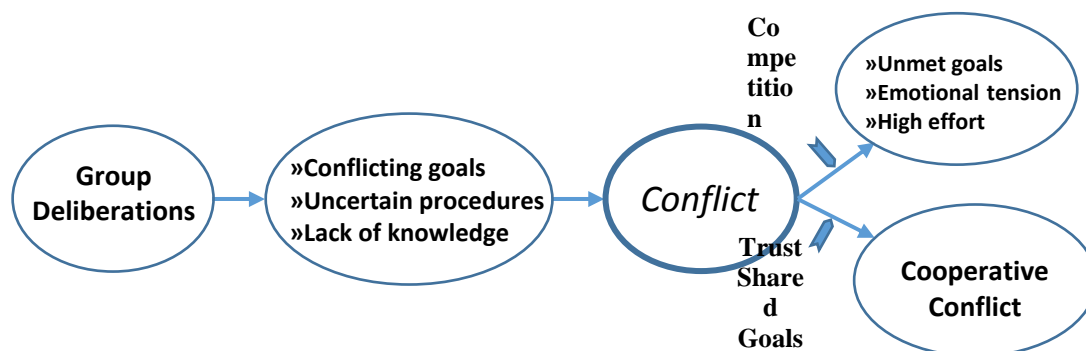 Group
Deliberations
»Conflicting goals
»Uncertain procedures
»Lack of knowledge
Conflict
Co
mpe
titio
n
»Unmet goals
»Emotional tension
»High effort
Trust
Share
d
Goals
Cooperative
Conflict